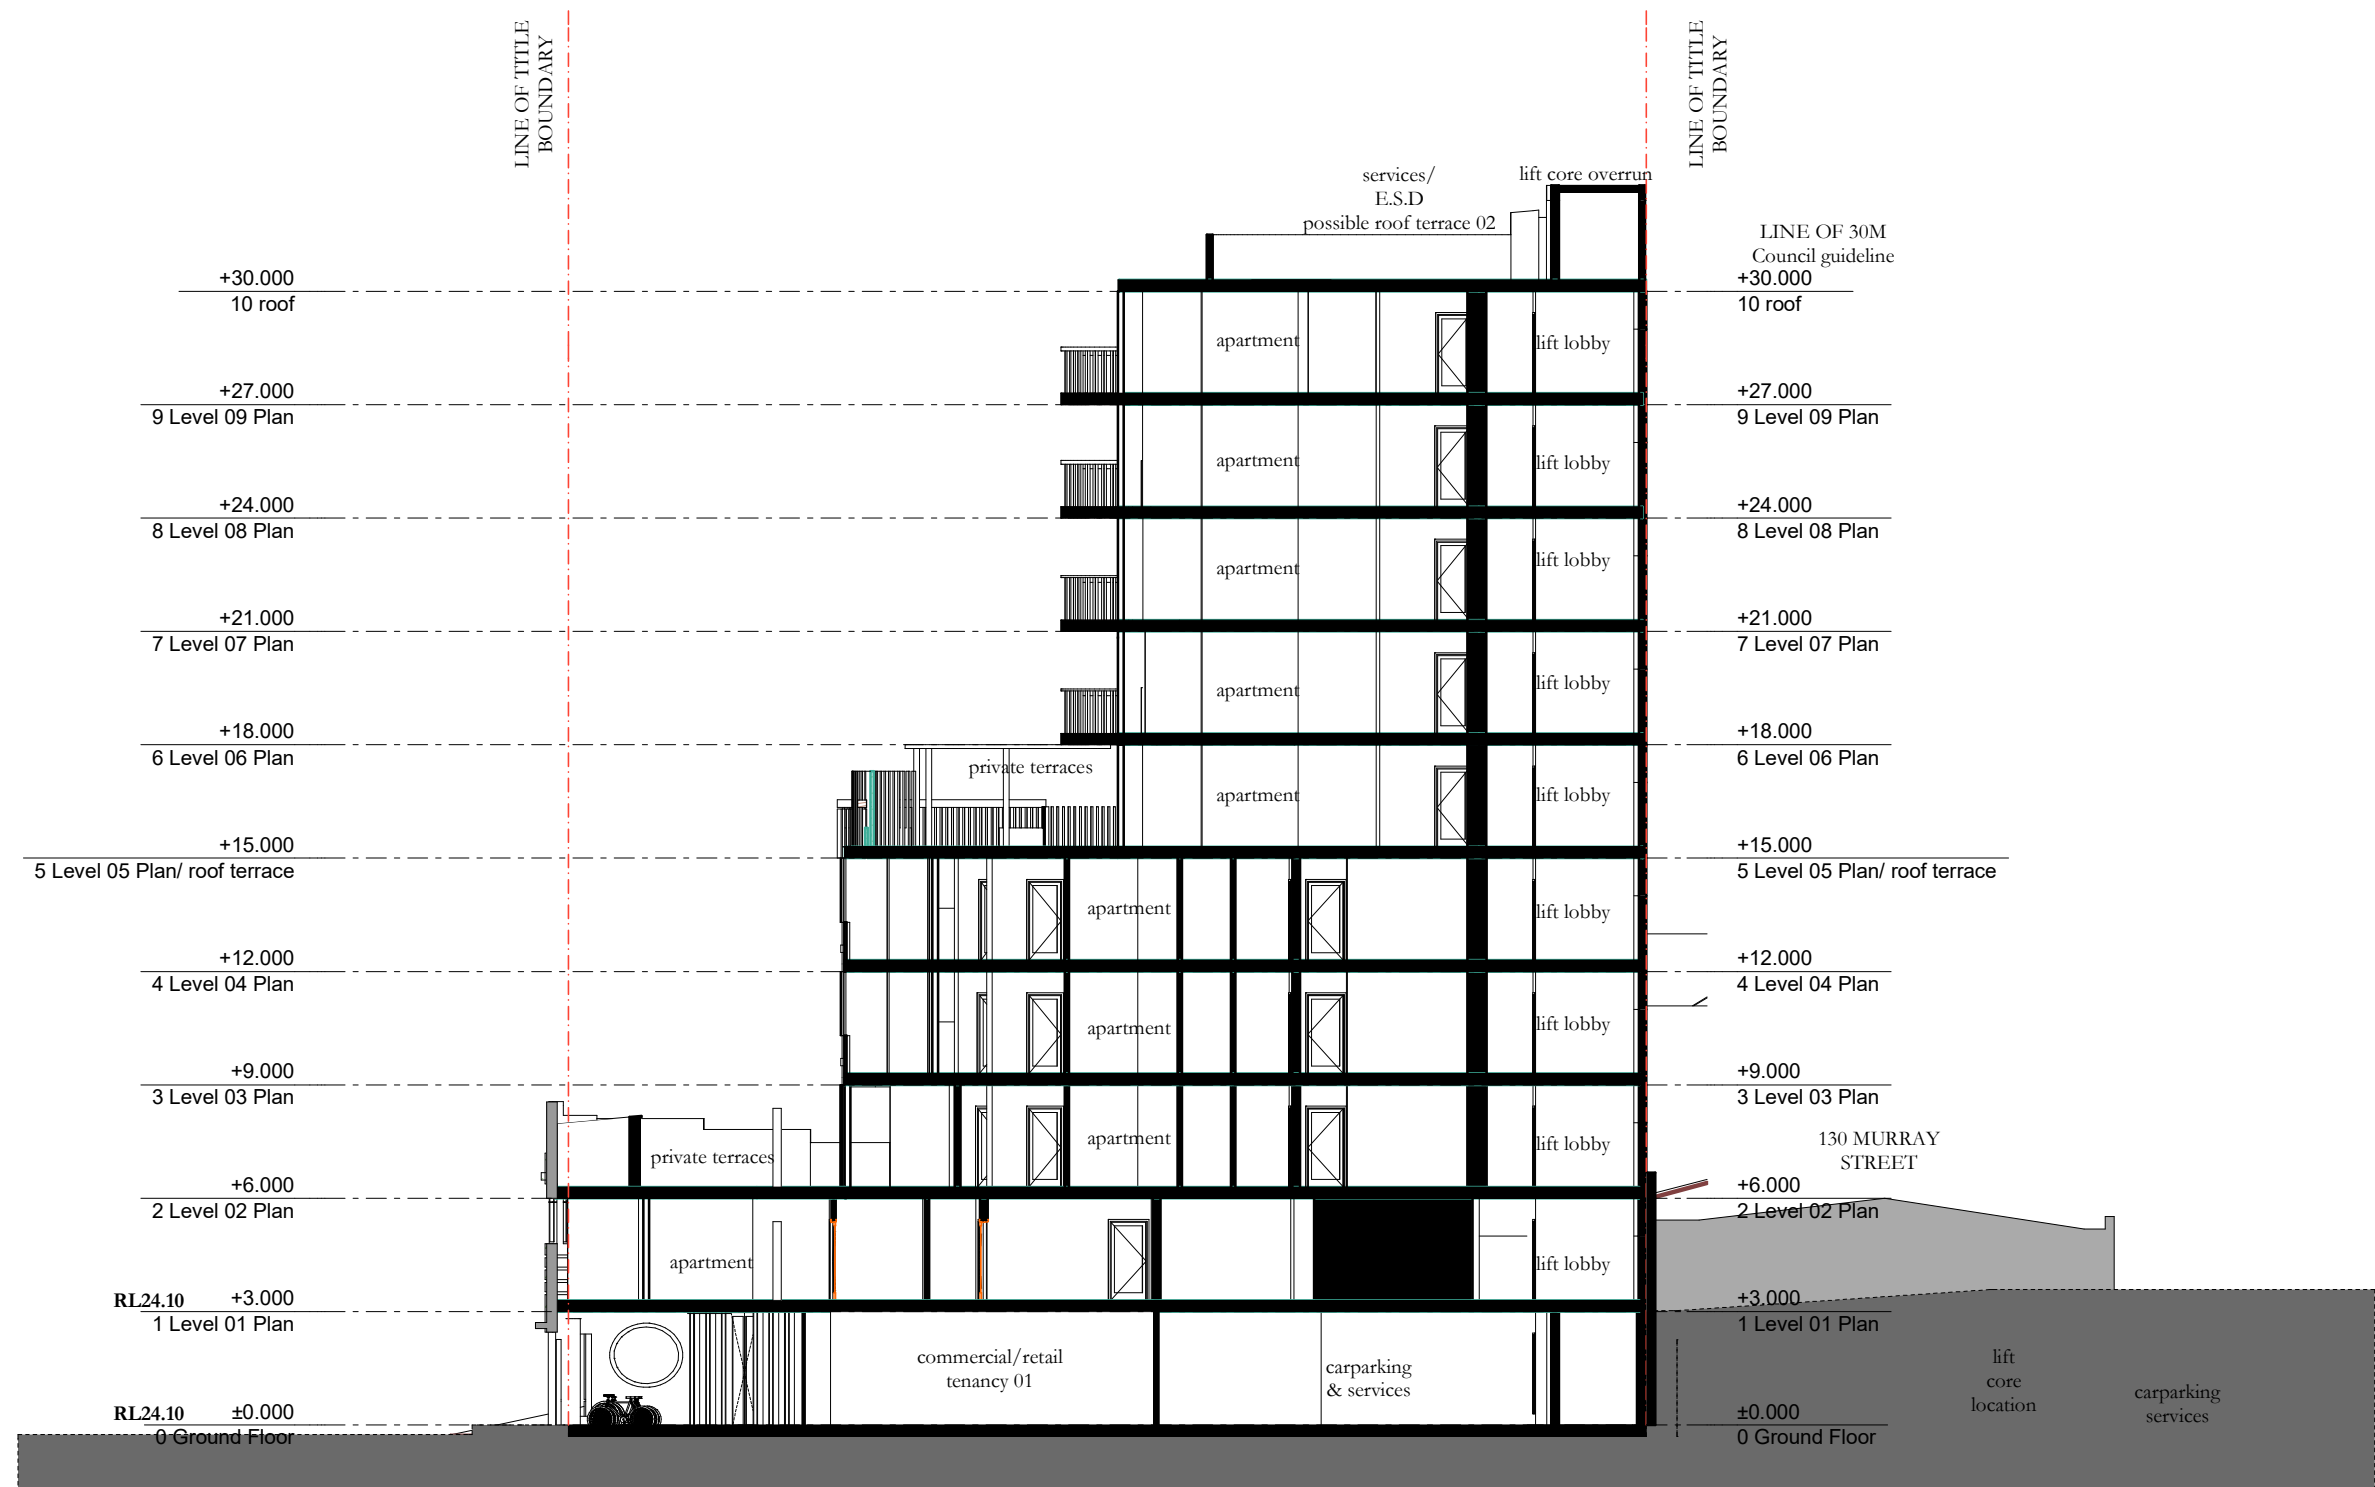 LINE OF TITLE
BOUNDARY
LINE OF TITLE
BOUNDARY
services/
E.S.D
possible roof terrace 02
lift core overrun
LINE OF 30M
Council guideline
+30.000
10 roof
+30.000
10 roof
apartment
lift lobby
+27.000
9 Level 09 Plan
+27.000
9 Level 09 Plan
apartment
lift lobby
+24.000
8 Level 08 Plan
+24.000
8 Level 08 Plan
apartment
lift lobby
+21.000
7 Level 07 Plan
+21.000
7 Level 07 Plan
apartment
lift lobby
+18.000
6 Level 06 Plan
+18.000
6 Level 06 Plan
private terraces
apartment
lift lobby
+15.000
5 Level 05 Plan/ roof terrace
+15.000
5 Level 05 Plan/ roof terrace
apartment
lift lobby
+12.000
4 Level 04 Plan
+12.000
4 Level 04 Plan
apartment
lift lobby
+9.000
3 Level 03 Plan
+9.000
3 Level 03 Plan
private terraces
apartment
lift lobby
130 MURRAY
STREET
+6.000
2 Level 02 Plan
+6.000
2 Level 02 Plan
apartment
lift lobby
RL24.10 +3.000
1 Level 01 Plan
+3.000
1 Level 01 Plan
commercial/retail
tenancy 01
carparking
& services
lift
core
location
carparking
services
RL24.10 ±0.000
0 Ground Floor
±0.000
0 Ground Floor